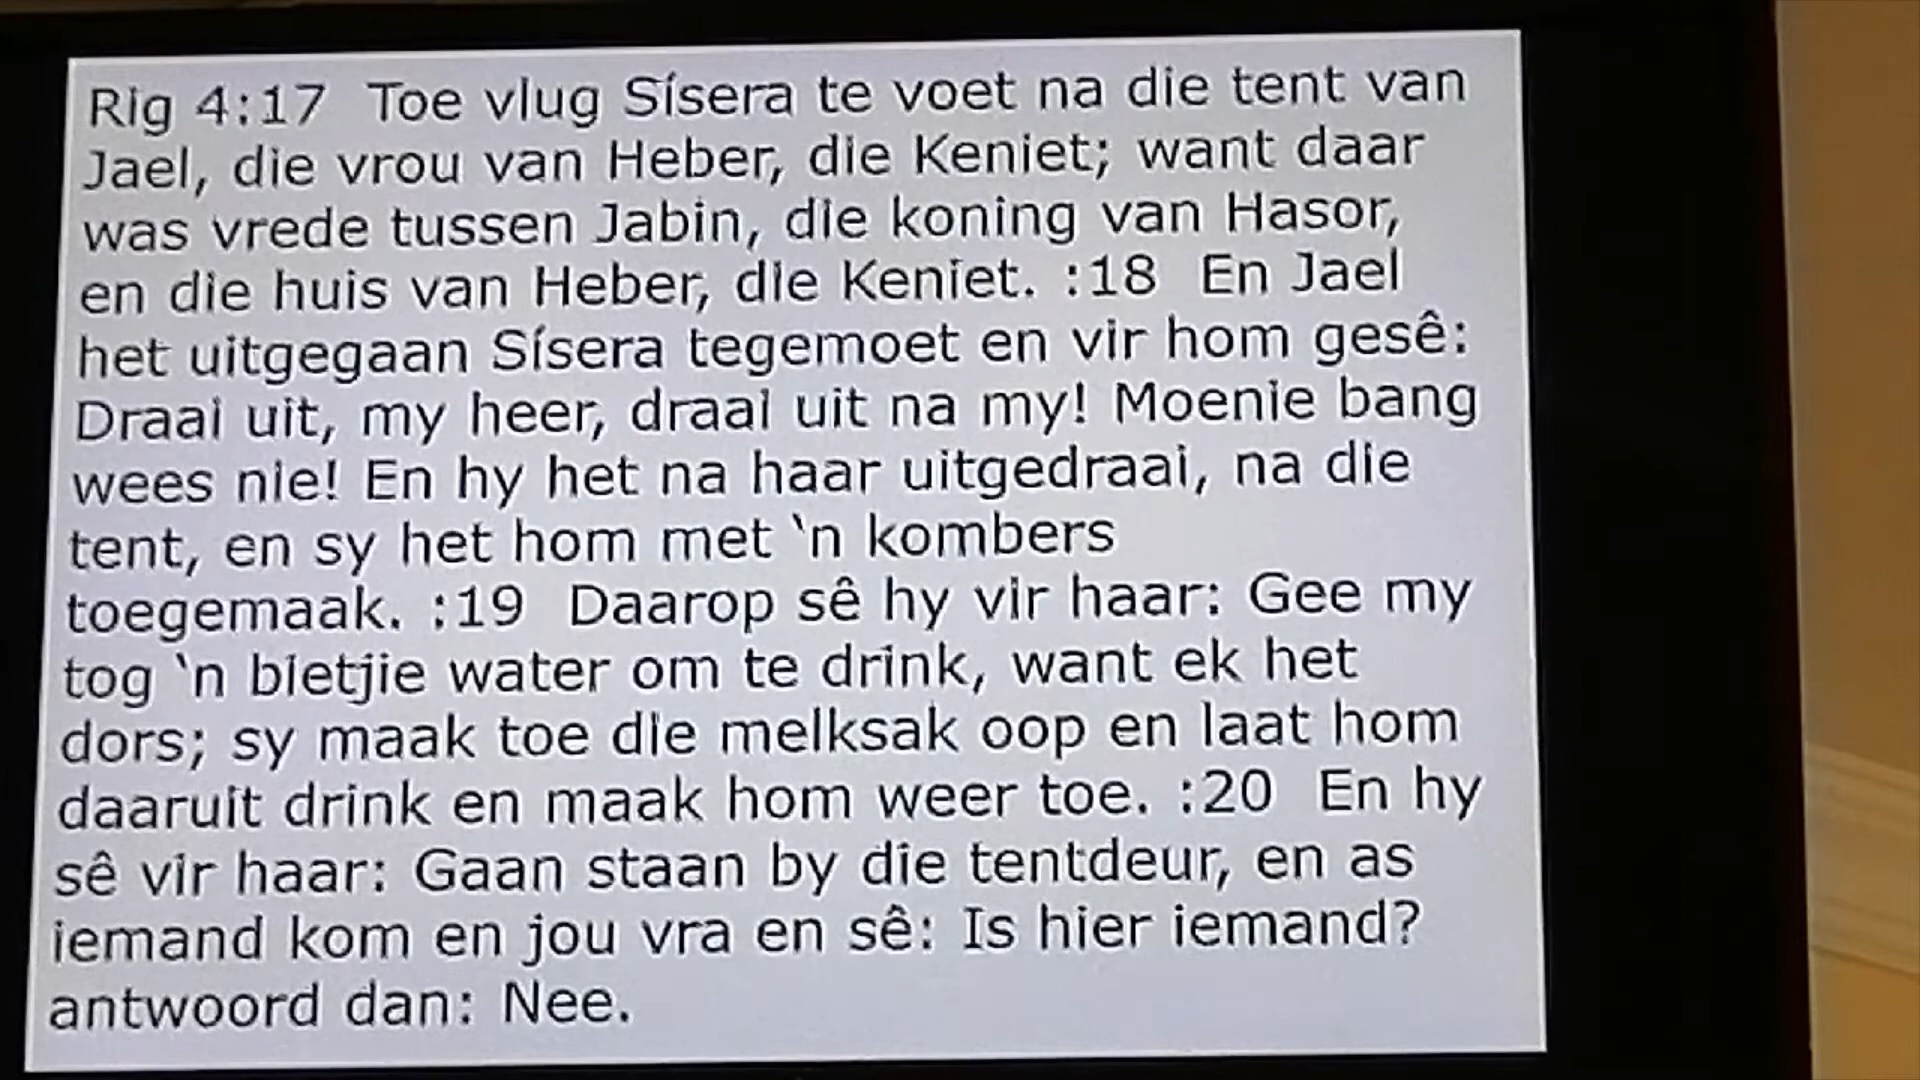 Rig 4:17  Toe vlug Sísera te voet na die tent van
Jael, die vrou van Heber, die Keniet; want daar
was vrede tussen Jabin, die koning van Hasor,
en die huis van Heber, die Keniet. :18  En Jael
het uitgegaan Sísera tegemoet en vir hom gesê:
Draai uit, my heer, draai uit na my! Moenie bang
wees nie! En hy het na haar uitgedraai, na die
tent, en sy het hom met ‘n kombers
toegemaak. :19  Daarop sê hy vir haar: Gee my
tog ‘n bietjie water om te drink, want ek het
dors; sy maak toe die melksak oop en laat hom
daaruit drink en maak hom weer toe. :20  En hy
sê vir haar: Gaan staan by die tentdeur, en as
iemand kom en jou vra en sê: Is hier iemand?
antwoord dan: Nee.